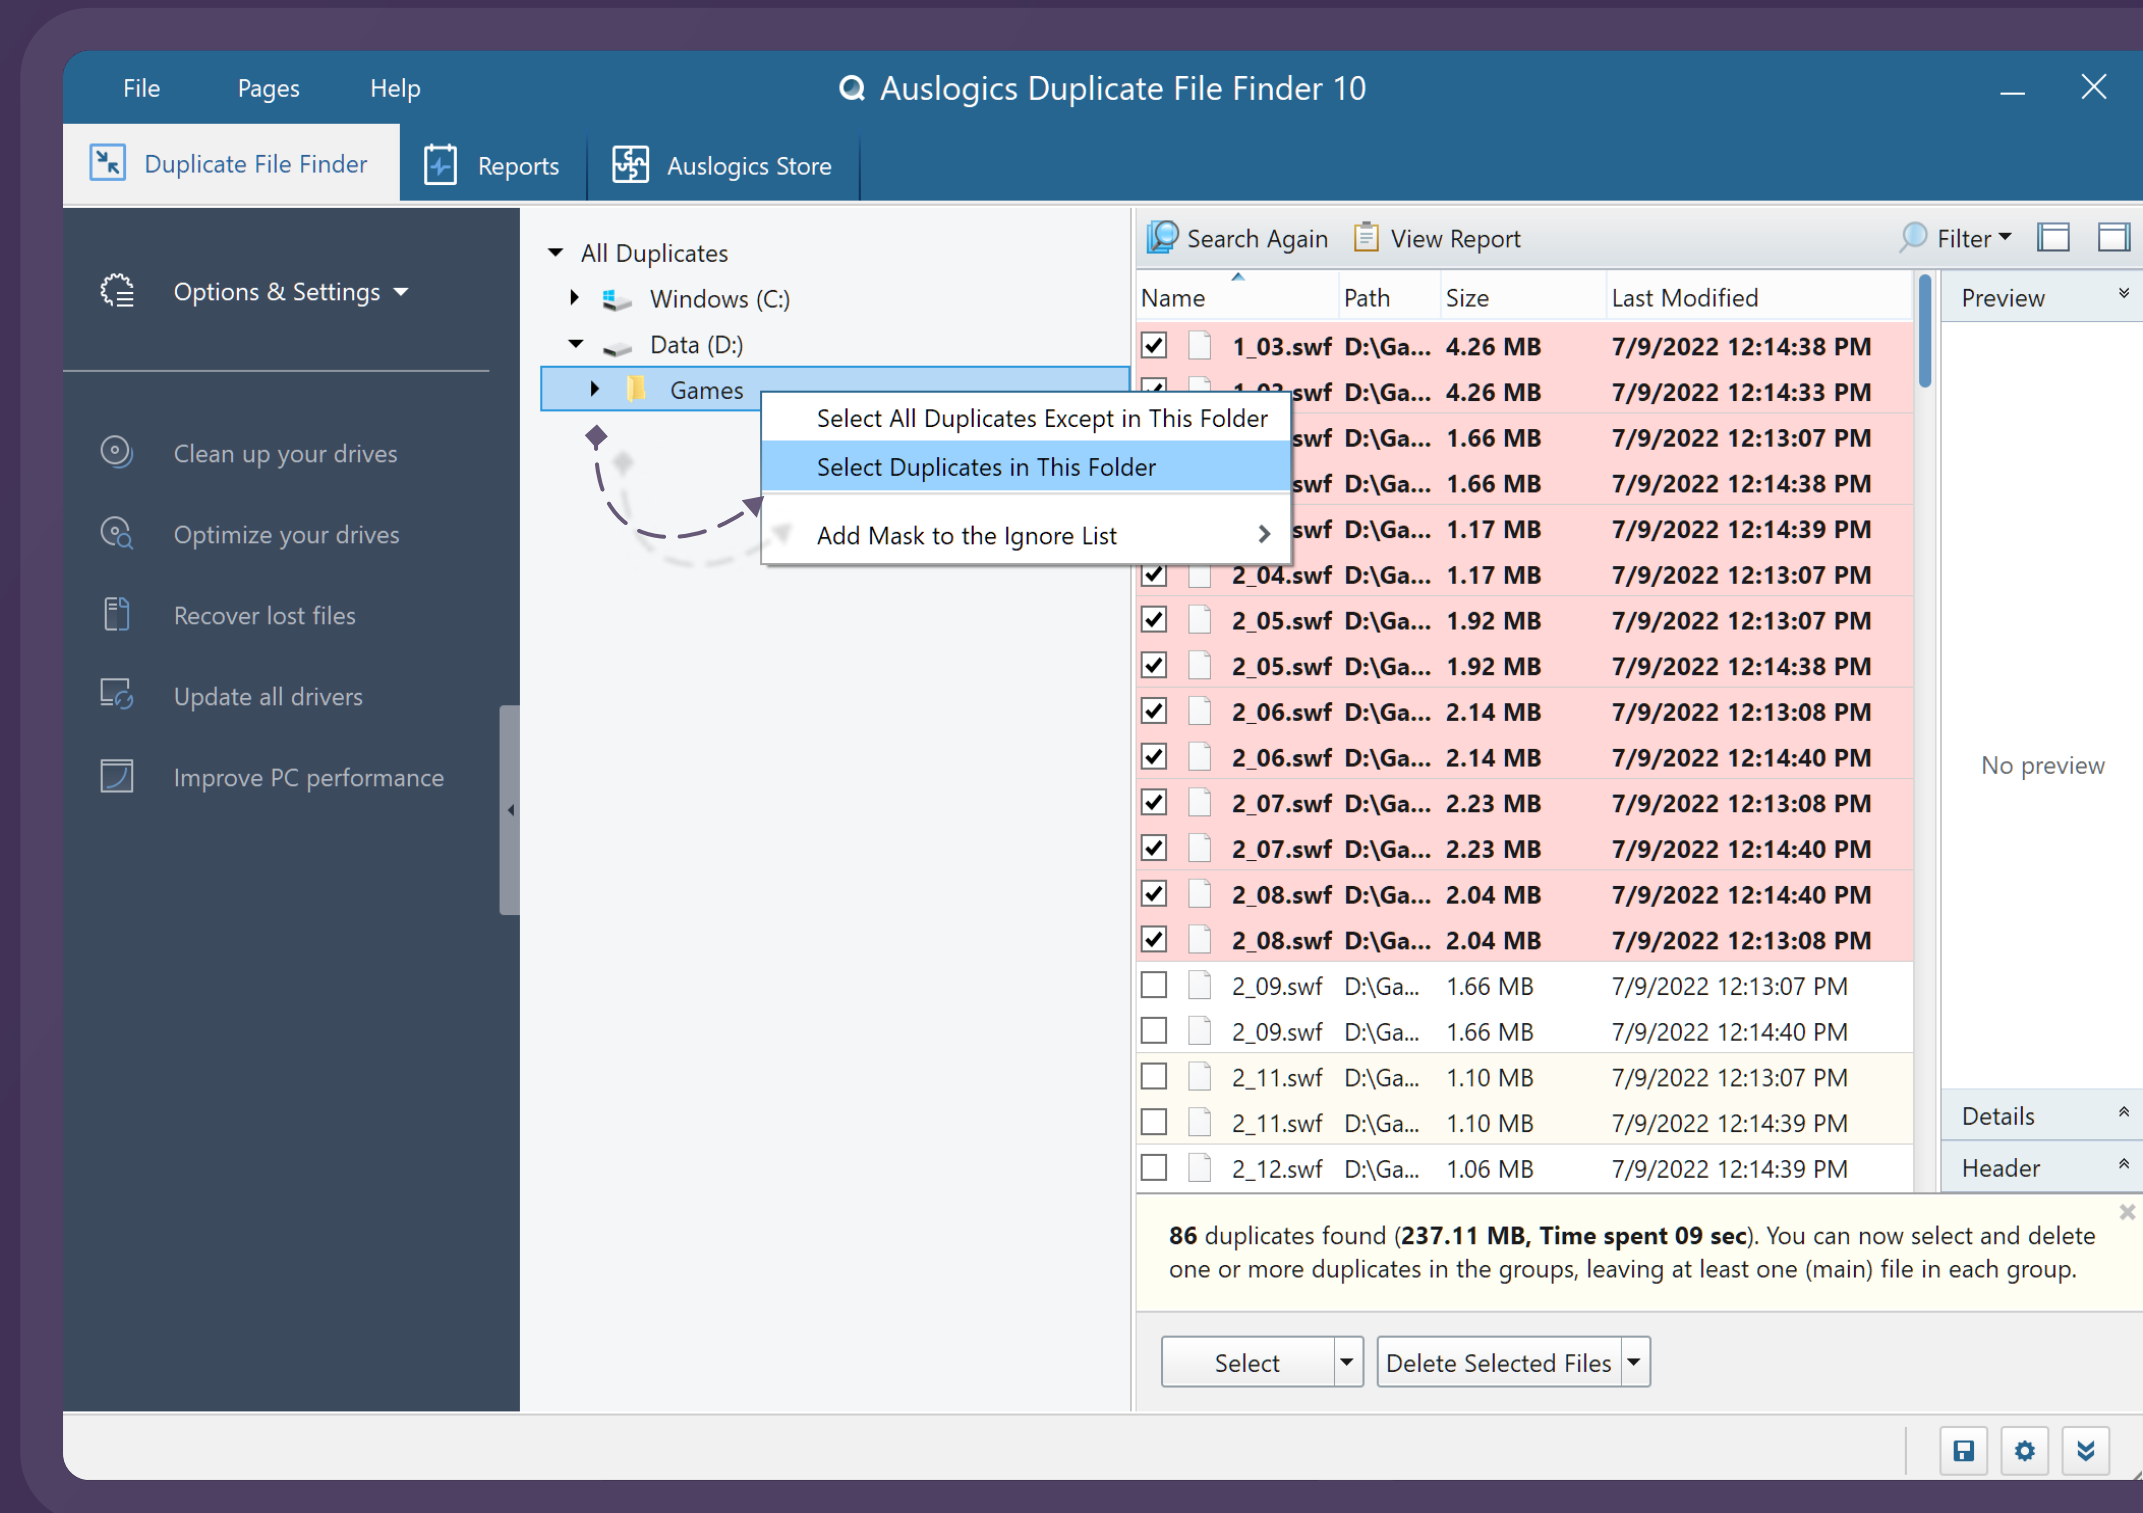 File Pages Help Auslogics Duplicate File Finder 10
Duplicate File Finder Reports Auslogics Store
Options & Settings
Clean up your drives
Optimize your drives
Recover lost files
Update all drivers
Improve PC performance
All Duplicates
Windows (C:)
Data (D:)
Games
Select All Duplicates Except in This Folder
Select Duplicates in This Folder
Add Mask to the Ignore List
Search Again View Report Filter
Name Path Size Last Modified
1_03.swf D:\Ga... 4.26 MB 7/9/2022 12:14:38 PM
1_03.swf D:\Ga... 4.26 MB 7/9/2022 12:14:33 PM
swf D:\Ga... 1.66 MB 7/9/2022 12:13:07 PM
swf D:\Ga... 1.66 MB 7/9/2022 12:14:38 PM
swf D:\Ga... 1.17 MB 7/9/2022 12:14:39 PM
2_04.swf D:\Ga... 1.17 MB 7/9/2022 12:13:07 PM
2_05.swf D:\Ga... 1.92 MB 7/9/2022 12:13:07 PM
2_05.swf D:\Ga... 1.92 MB 7/9/2022 12:14:38 PM
2_06.swf D:\Ga... 2.14 MB 7/9/2022 12:13:08 PM
2_06.swf D:\Ga... 2.14 MB 7/9/2022 12:14:40 PM
2_07.swf D:\Ga... 2.23 MB 7/9/2022 12:13:08 PM
2_07.swf D:\Ga... 2.23 MB 7/9/2022 12:14:40 PM
2_08.swf D:\Ga... 2.04 MB 7/9/2022 12:14:40 PM
2_08.swf D:\Ga... 2.04 MB 7/9/2022 12:13:08 PM
2_09.swf D:\Ga... 1.66 MB 7/9/2022 12:13:07 PM
2_09.swf D:\Ga... 1.66 MB 7/9/2022 12:14:40 PM
2_11.swf D:\Ga... 1.10 MB 7/9/2022 12:13:07 PM
2_11.swf D:\Ga... 1.10 MB 7/9/2022 12:14:39 PM
2_12.swf D:\Ga... 1.06 MB 7/9/2022 12:14:39 PM
Preview
No preview
Details
Header
86 duplicates found (237.11 MB, Time spent 09 sec). You can now select and delete
one or more duplicates in the groups, leaving at least one (main) file in each group.
Select Delete Selected Files